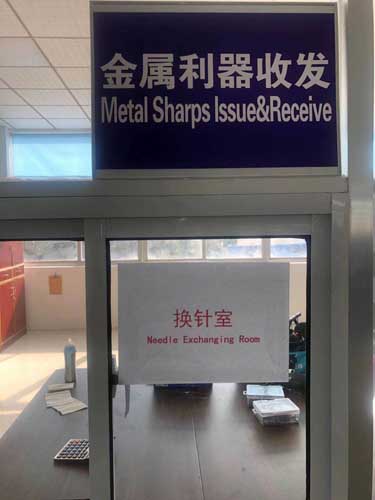 金属利器收发
Metal Sharps Issue&Receive
换针室
Needle Exchanging Room